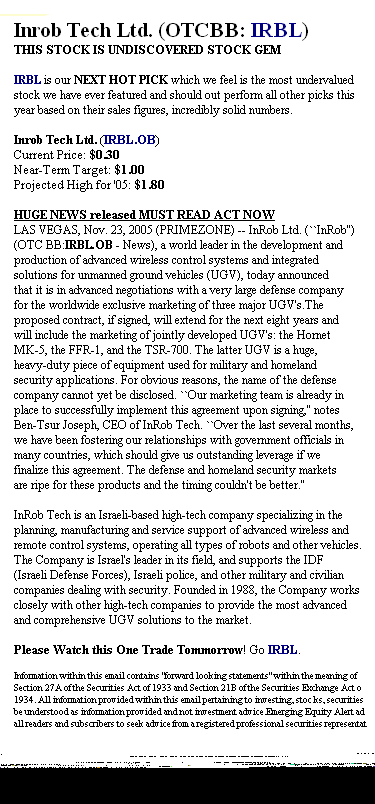 Inrob Tech Ltd. (OTCBB: IRBL)
THIS STOCK IS UNDISCOVERED STOCK GEM
IRBL is our NEXT HOT PICK which we feel is the most undervalued
stock we have ever featured and should out perform all other picks this
year based on their sales figures, incredibly solid numbers.
Inrob Tech Ltd. (IRBL.OB)
Current Price: $0.30
Near-Term Target: $1.00
Projected High for '05: $1.80
HUGE NEWS released MUST READ ACT NOW
LAS VEGAS, Nov. 23, 2005 (PRIMEZONE) -- InRob Ltd. (``InRob'')
(OTC BB:IRBL.OB - News), a world leader in the development and
production of advanced wireless control systems and integrated
solutions for unmanned ground vehicles (UGV), today announced
that it is in advanced negotiations with a very large defense company
for the worldwide exclusive marketing of three major UGV's.The
proposed contract, if signed, will extend for the next eight years and
will include the marketing of jointly developed UGV's: the Hornet
MK-5, the FFR-1, and the TSR-700. The latter UGV is a huge,
heavy-duty piece of equipment used for military and homeland
security applications. For obvious reasons, the name of the defense
company cannot yet be disclosed. ``Our marketing team is already in
place to successfully implement this agreement upon signing,'' notes
Ben-Tsur Joseph, CEO of InRob Tech. ``Over the last several months,
we have been fostering our relationships with government officials in
many countries, which should give us outstanding leverage if we
finalize this agreement. The defense and homeland security markets
are ripe for these products and the timing couldn't be better.''
InRob Tech is an Israeli-based high-tech company specializing in the
planning, manufacturing and service support of advanced wireless and
remote control systems, operating all types of robots and other vehicles.
The Company is Israel's leader in its field, and supports the IDF
(Israeli Defense Forces), Israeli police, and other military and civilian
companies dealing with security. Founded in 1988, the Company works
closely with other high-tech companies to provide the most advanced
and comprehensive UGV solutions to the market.
Please Watch this One Trade Tommorrow! Go IRBL.
Information within this email contains "forward looking statements" within the meaning of
Section 27A of the Securities Act of 1933 and Section 21B of the Securities Exchange Act o
1934. All information provided within this email pertaining to investing, stocks, securities
be understood as information provided and not investment advice Emerging Equity Alert ad
all readers and subscribers to seek advice from a registered professional securities representat